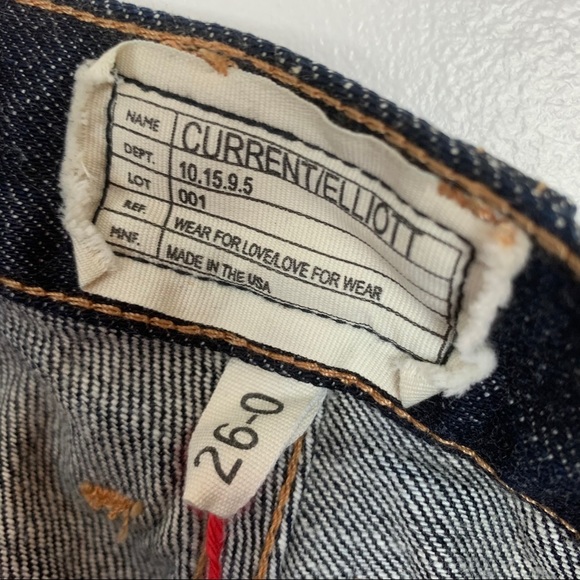 NAME CURRENT/ELLIOTT
DEPT. 10.15.9.5
LOT 001
REF. WEAR FOR LOVE/LOVE FOR WEAR
MNF. MADE IN THE USA
26-0